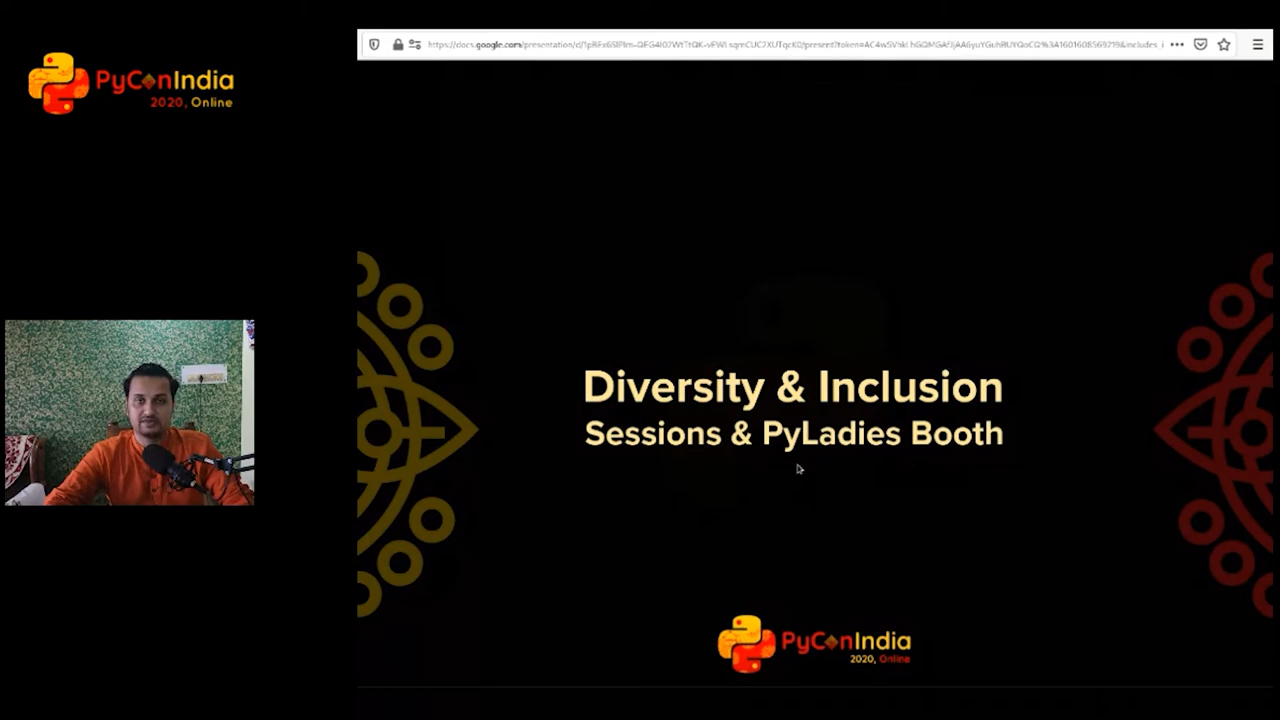 PyConIndia
2020, Online
Diversity & Inclusion
Sessions & PyLadies Booth
PyConIndia
2020, Online